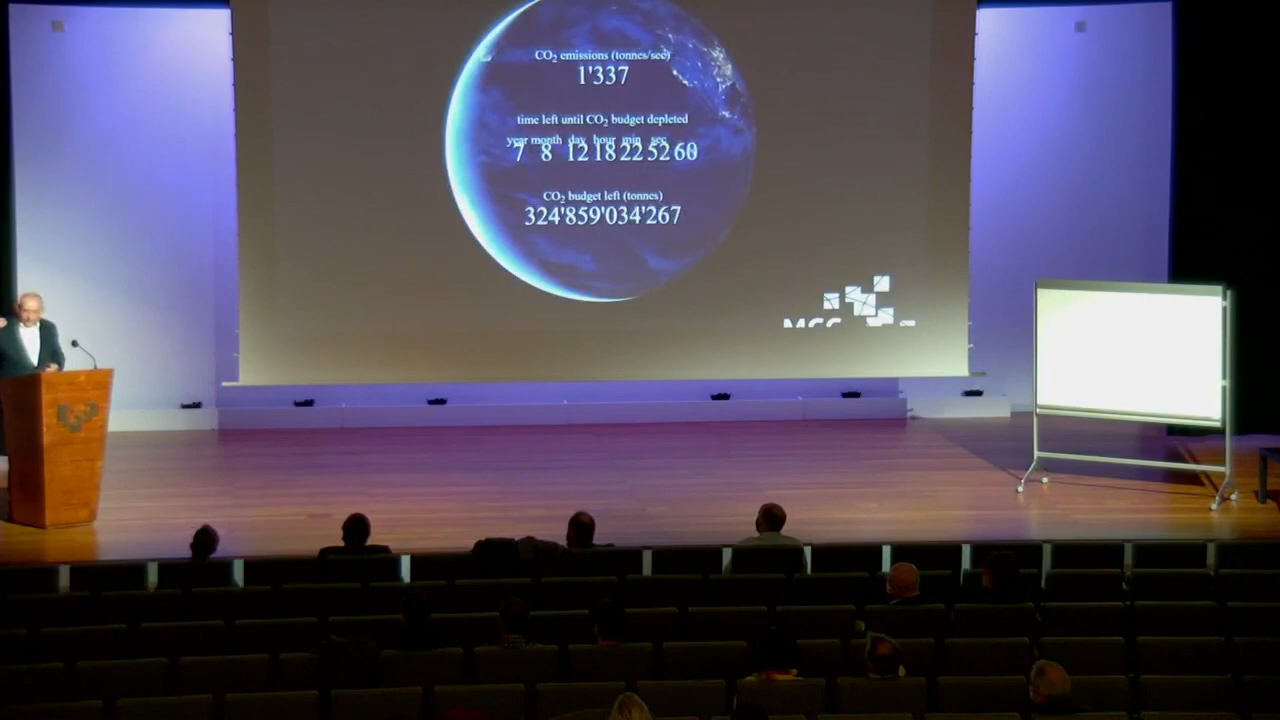 CO₂ emissions (tonnes/sec)
1'337
time left until CO₂ budget depleted
year month day hour min sec
7 8 12 18 22 52 60
CO₂ budget left (tonnes)
324'859'034'267
MCC